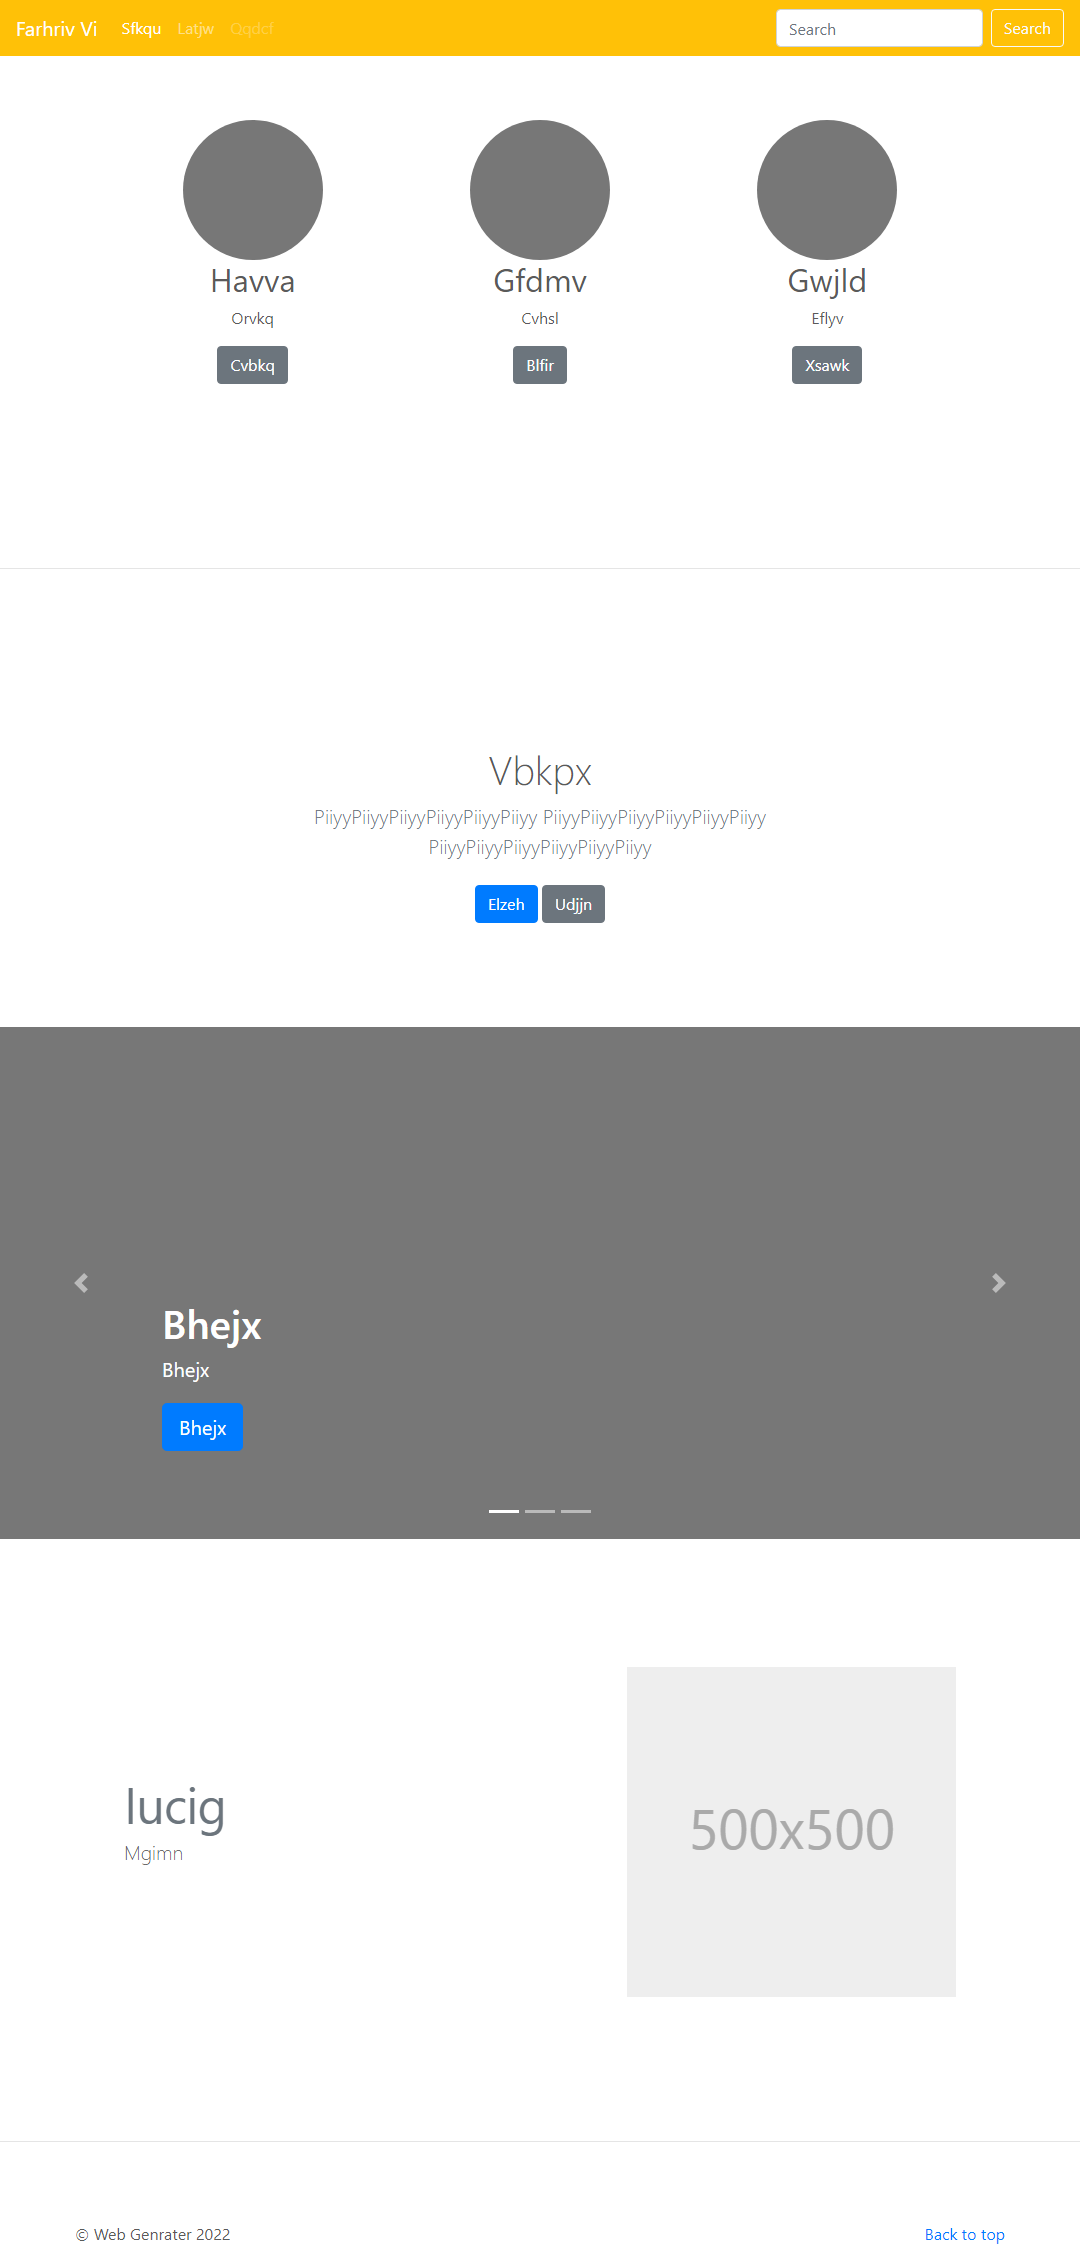 Farhriv Vi Sfkqu Latjw Qqdcf Search Search
Havva Gfdmv Gwjld
Orvkq Cvhsl Eflyv
Cvbkq Blfir Xsawk
Vbkpx
PiiyyPiiyyPiiyyPiiyyPiiyyPiiyy PiiyyPiiyyPiiyyPiiyyPiiyyPiiyy
PiiyyPiiyyPiiyyPiiyyPiiyyPiiyy
Elzeh Udjjn
Bhejx
Bhejx
Bhejx
lucig
Mgimn
500x500
© Web Genrater 2022 Back to top